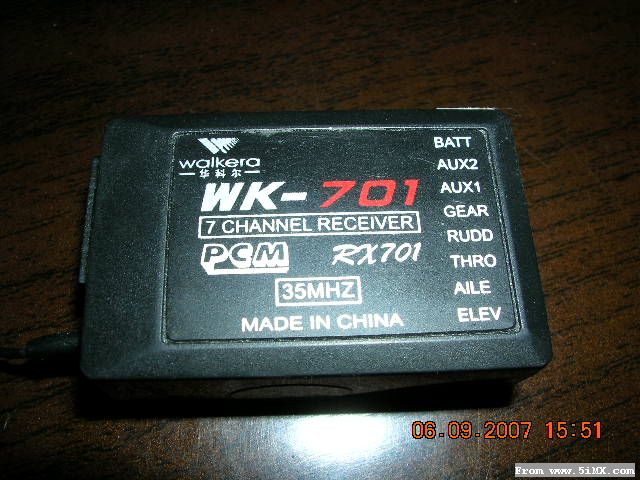 walkera
华科尔
WK-701
7 CHANNEL RECEIVER
PCM RX701
35MHZ
MADE IN CHINA
BATT
AUX2
AUX1
GEAR
RUDD
THRO
AILE
ELEV
06.09.2007 15:51
From www.5iMX.com